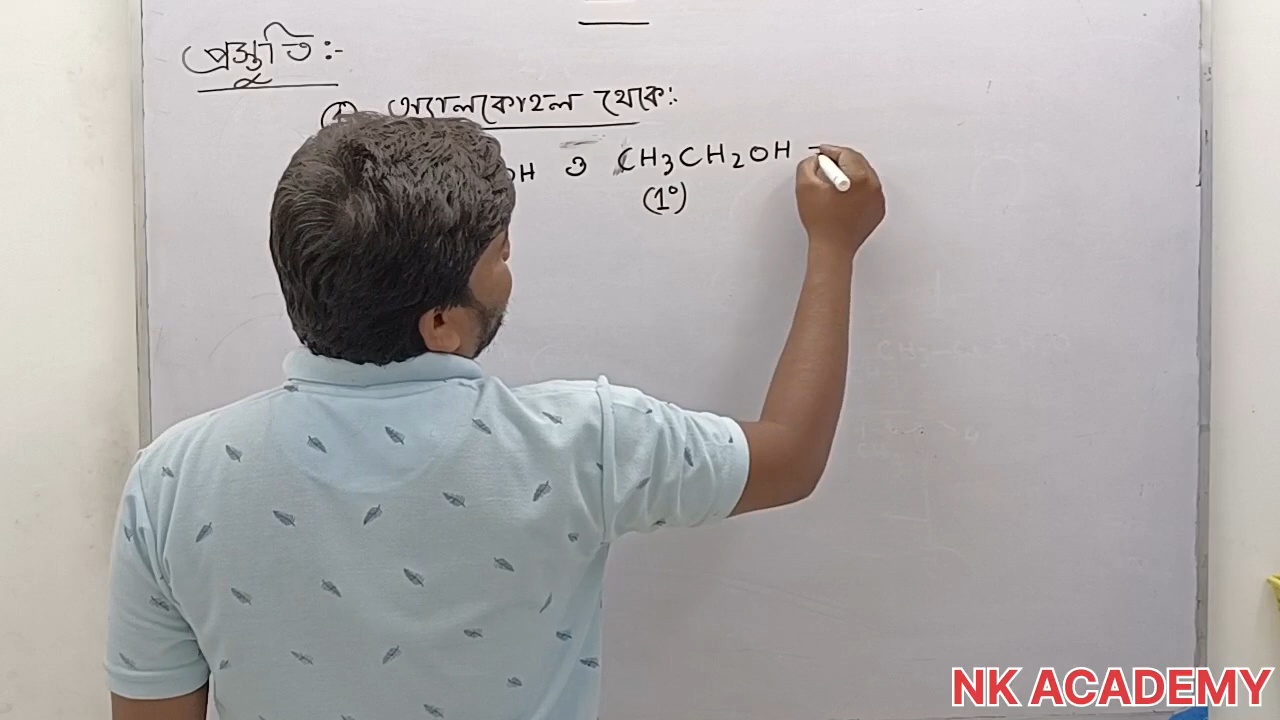 প্রস্তুতি :-
অ্যালকোহল থেকে :
OH ও CH3CH2OH
(1°)
NK ACADEMY